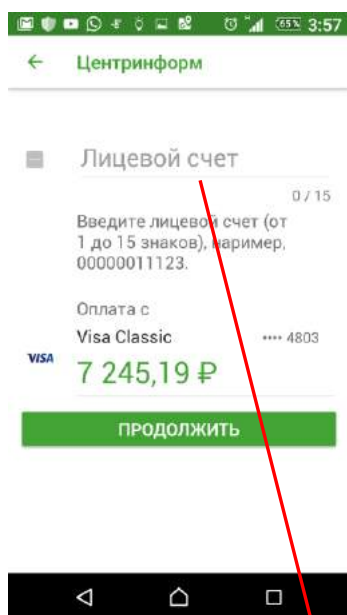 65% 3:57
Центринформ
Лицевой счет
0 / 15
Введите лицевой счет (от
1 до 15 знаков), наример,
00000011123.
Оплата с
Visa Classic •••• 4803
VISA
7 245,19 ₽
ПРОДОЛЖИТЬ